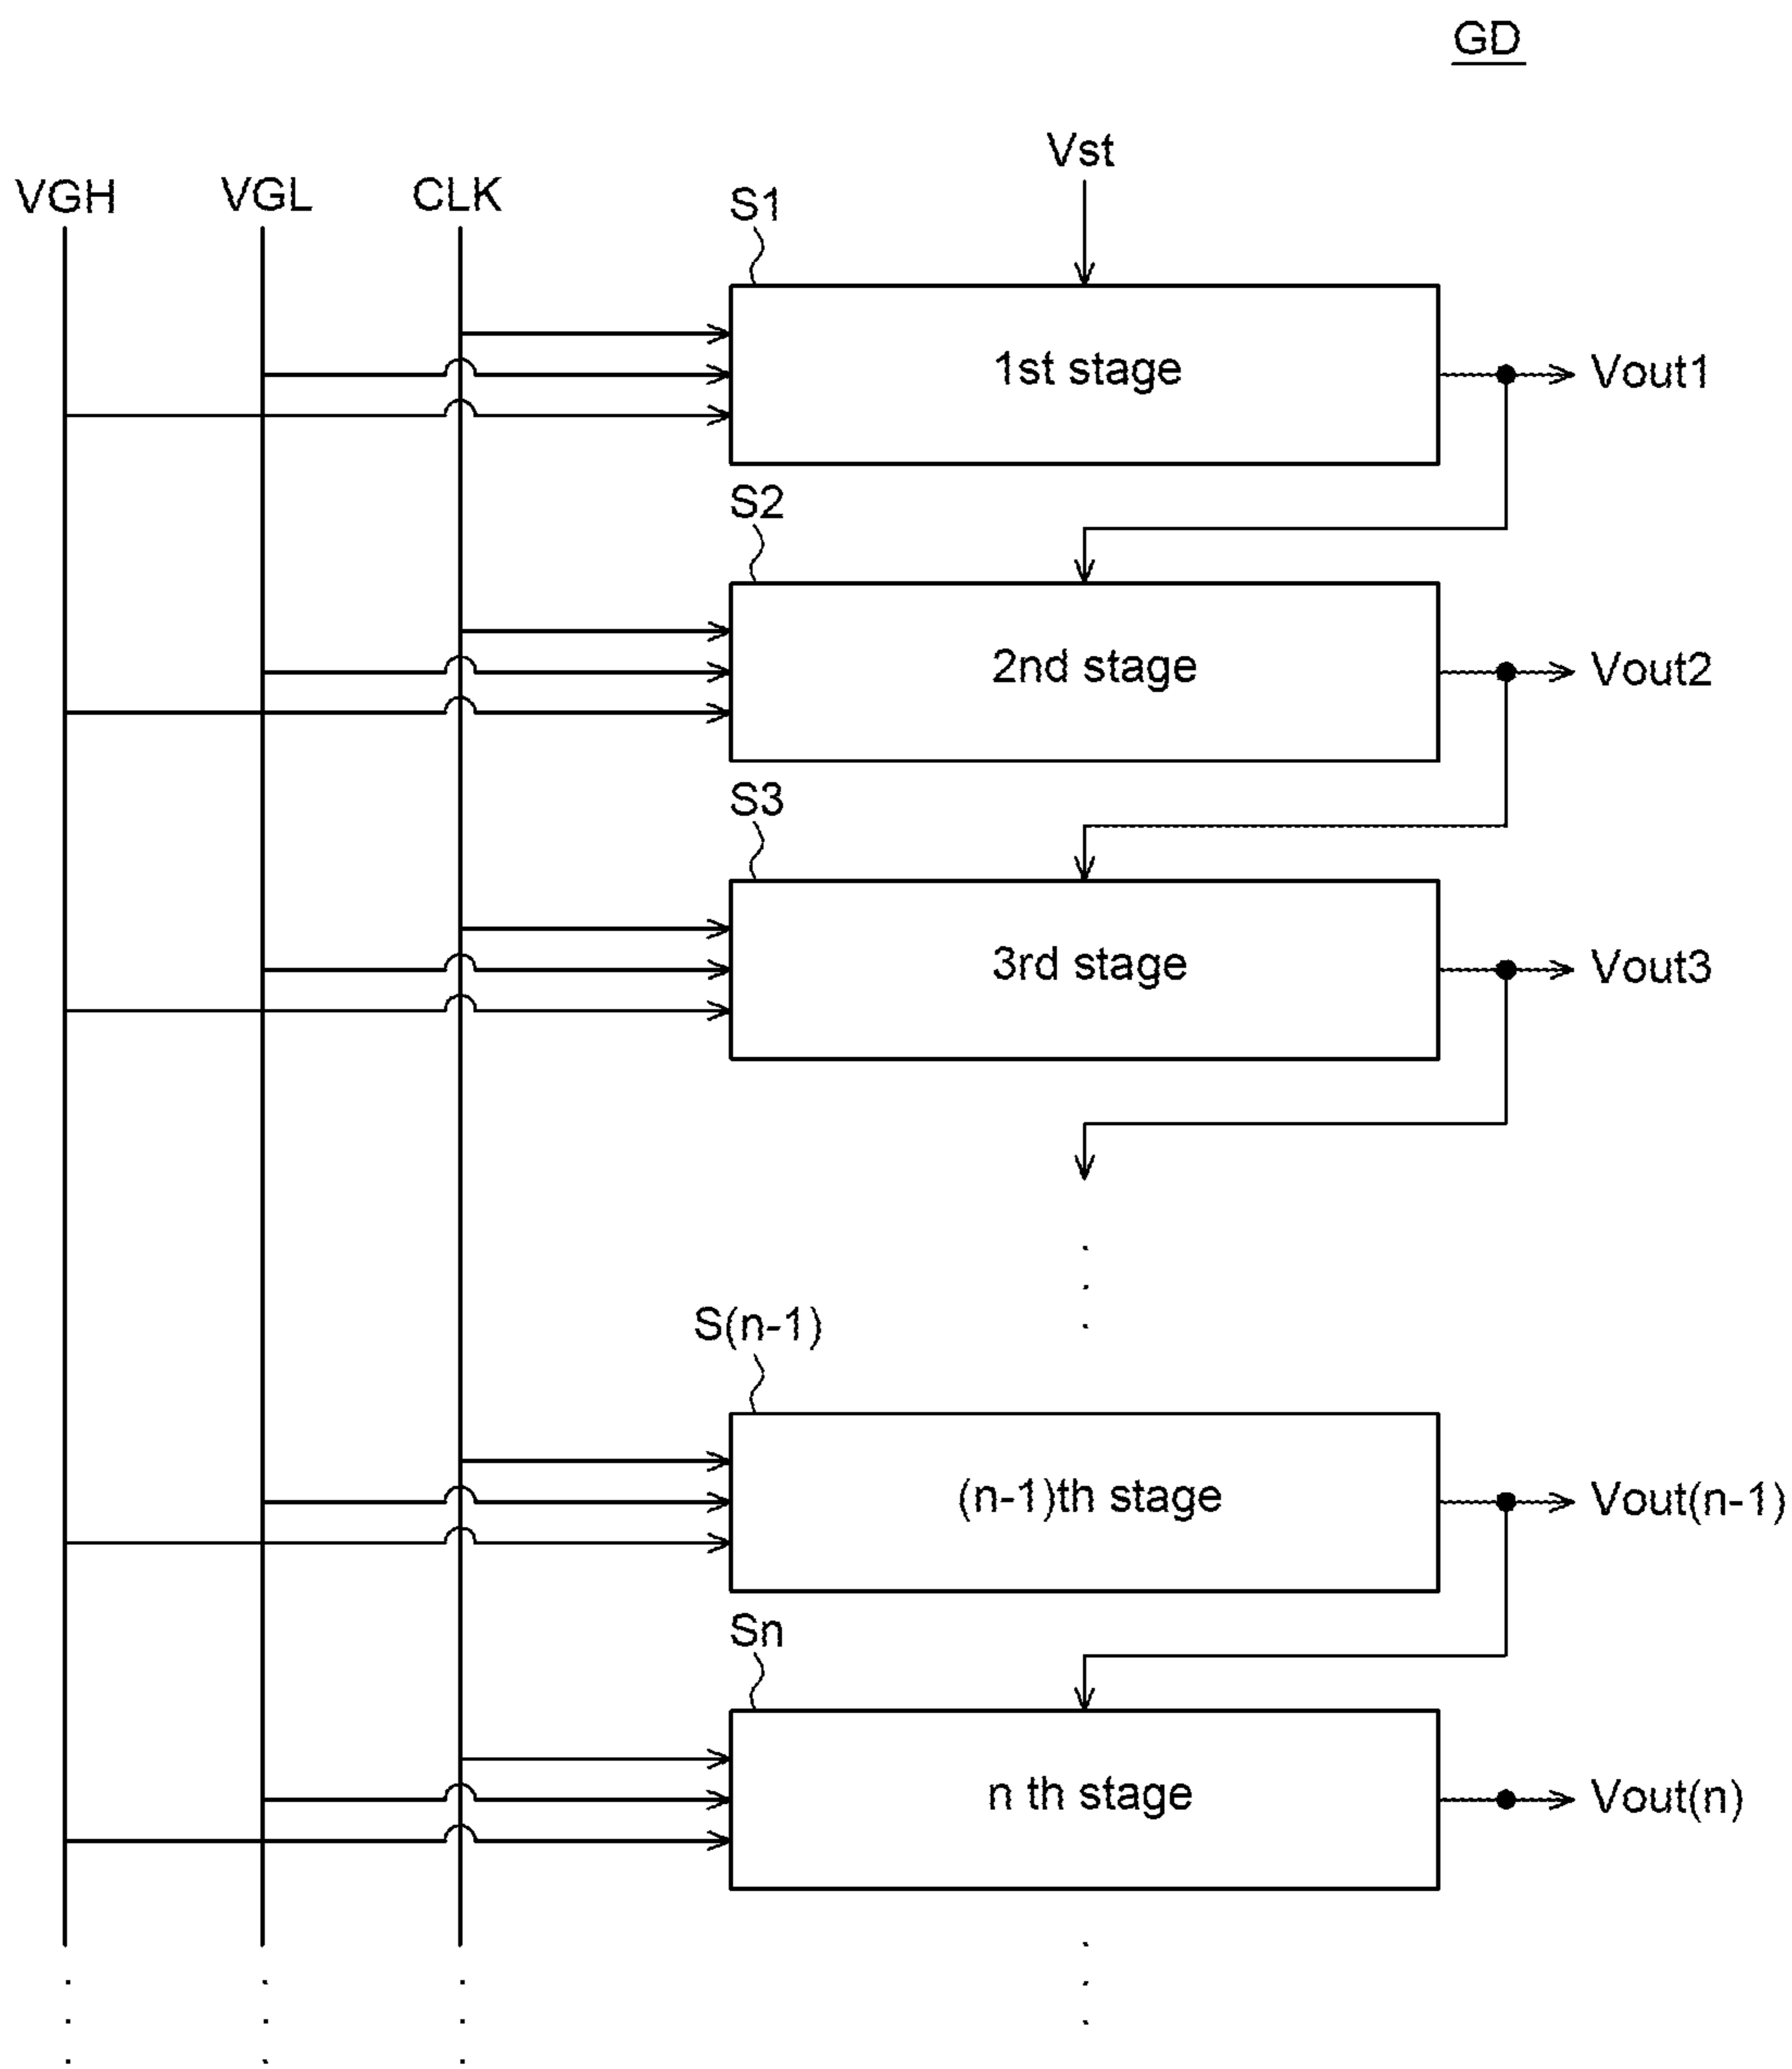 GD
Vst
VGH VGL CLK
S1
1st stage
Vout1
S2
2nd stage
Vout2
S3
3rd stage
Vout3
S(n-1)
(n-1)th stage
Vout(n-1)
Sn
n th stage
Vout(n)